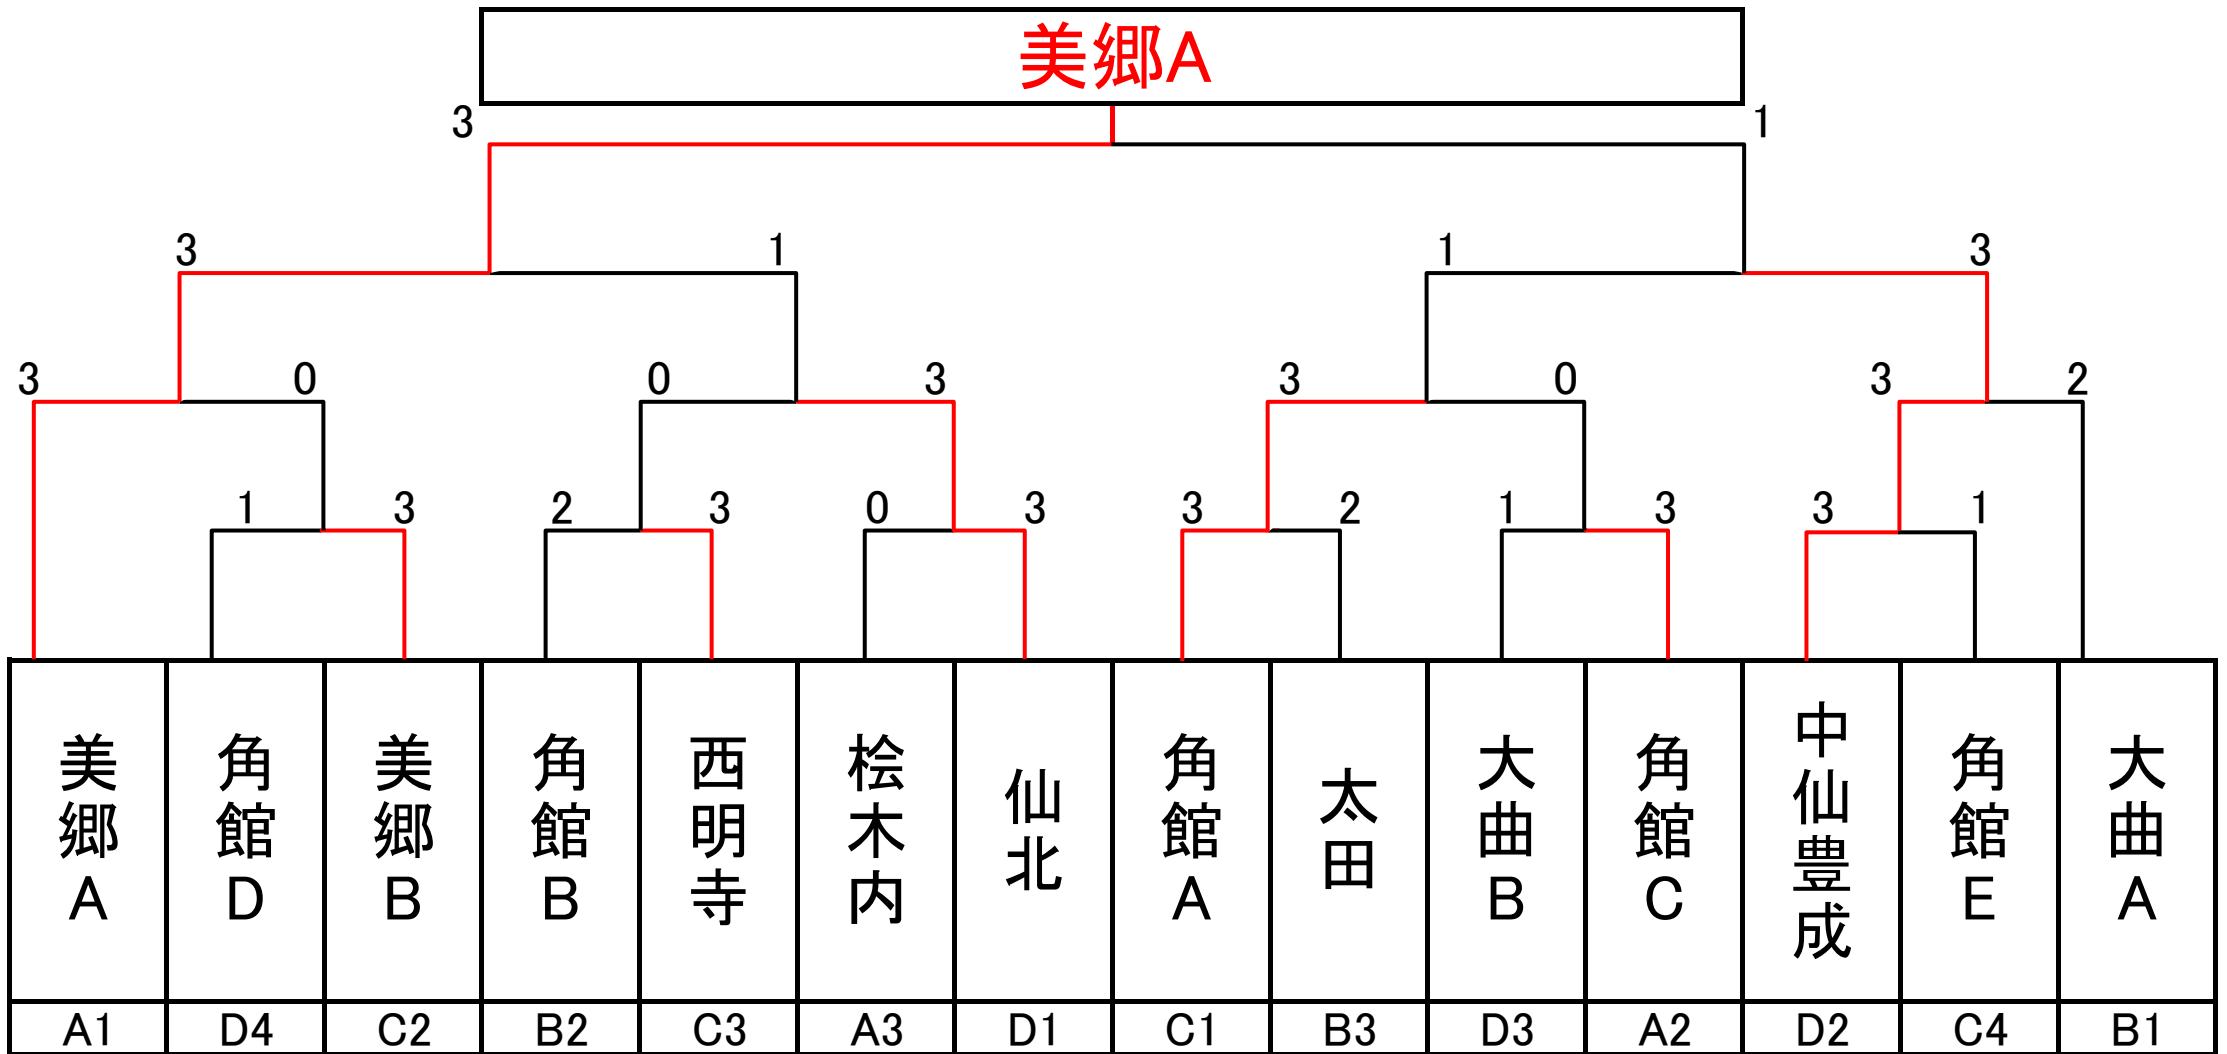 美郷A
3 1
3 1 1 3
3 0 0 3 3 0 3 2
1 3 2 3 0 3 3 2 1 3 3 1
美郷A 角館D 美郷B 角館B 西明寺 桧木内 仙北 角館A 太田 大曲B 角館C 中仙豊成 角館E 大曲A
A1 D4 C2 B2 C3 A3 D1 C1 B3 D3 A2 D2 C4 B1